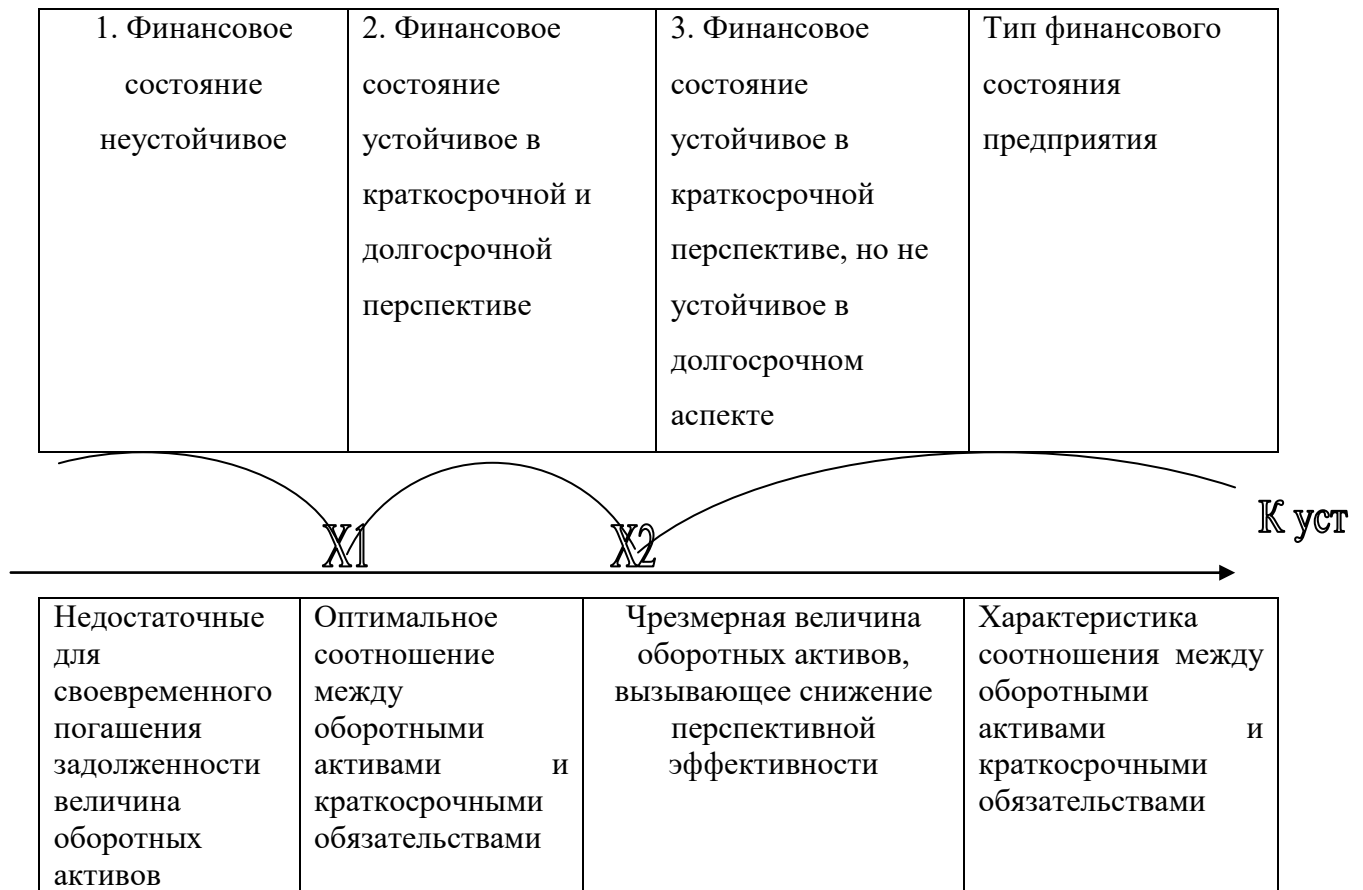 1. Финансовое
состояние
неустойчивое
2. Финансовое
состояние
устойчивое в
краткосрочной и
долгосрочной
перспективе
3. Финансовое
состояние
устойчивое в
краткосрочной
перспективе, но не
устойчивое в
долгосрочном
аспекте
Тип финансового
состояния
предприятия
X1
X2
К уст
Недостаточные
для
своевременного
погашения
задолженности
величина
оборотных
активов
Оптимальное
соотношение
между
оборотными
активами и
краткосрочными
обязательствами
Чрезмерная величина
оборотных активов,
вызывающее снижение
перспективной
эффективности
Характеристика
соотношения между
оборотными
активами и
краткосрочными
обязательствами